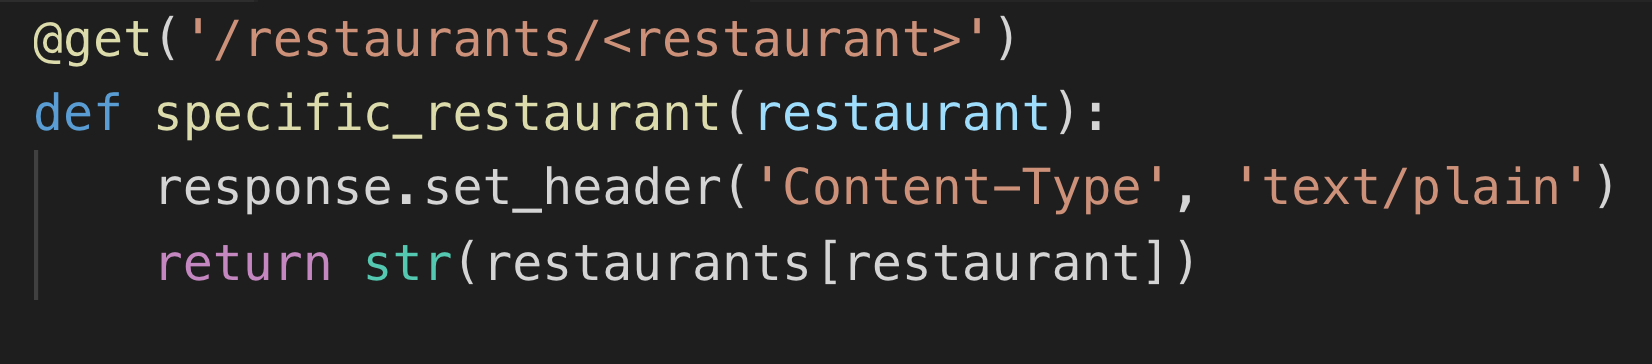 @get('/restaurants/<restaurant>')
def specific_restaurant(restaurant):
    response.set_header('Content-Type', 'text/plain')
    return str(restaurants[restaurant])